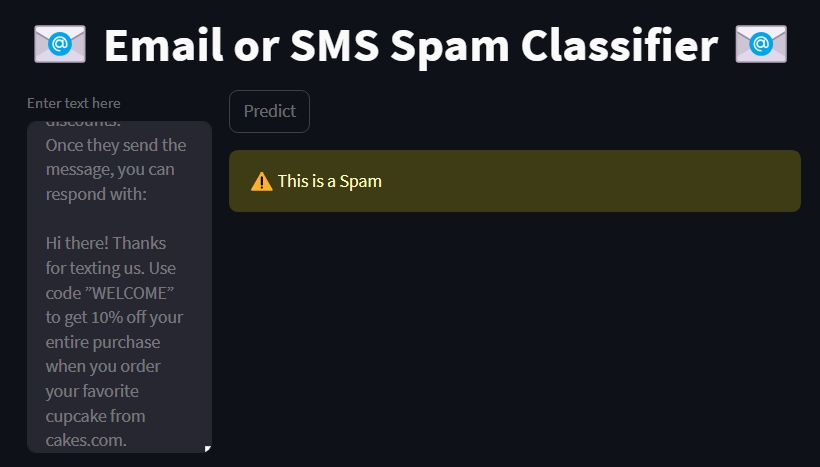 Email or SMS Spam Classifier
Enter text here
discounts.
Once they send the
message, you can
respond with:
Hi there! Thanks
for texting us. Use
code ”WELCOME”
to get 10% off your
entire purchase
when you order
your favorite
cupcake from
cakes.com.
Predict
This is a Spam